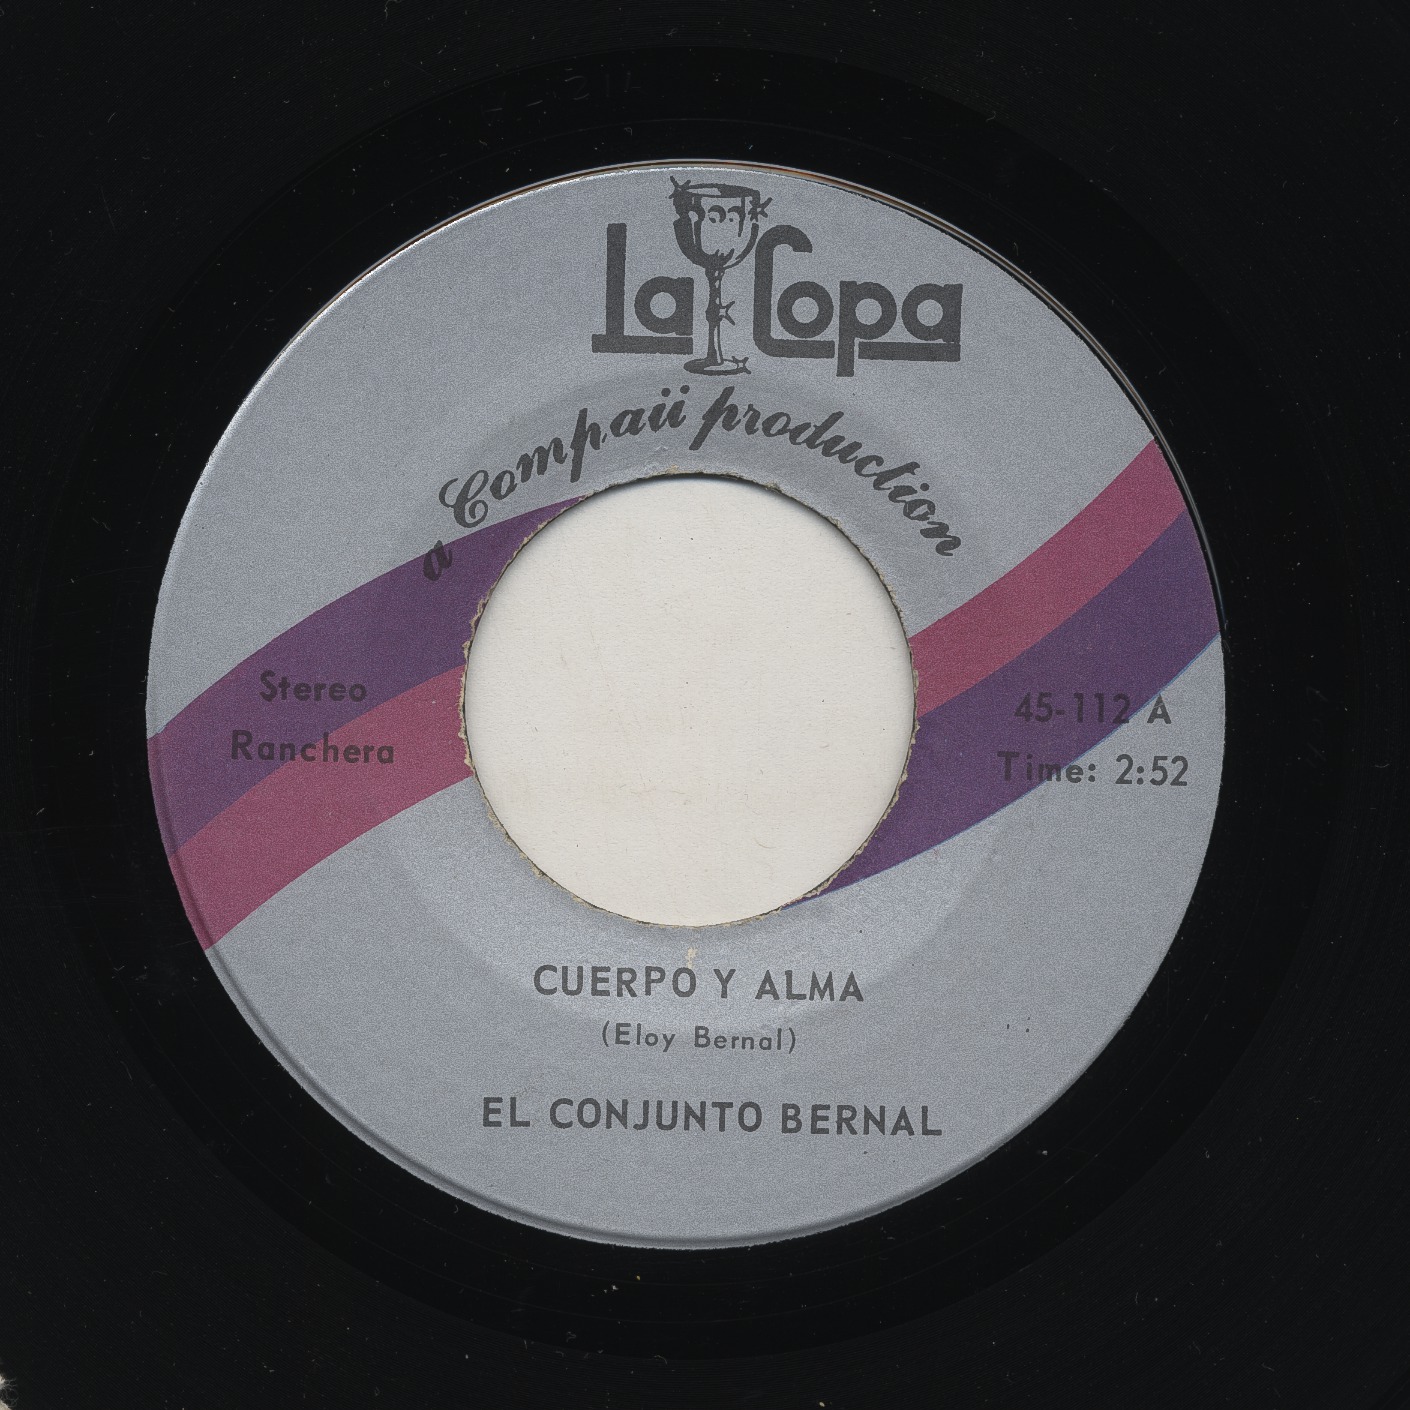 La Copa
a Compaii production
Stereo
Ranchera
45-112 A
Time: 2:52
CUERPO Y ALMA
(Eloy Bernal)
EL CONJUNTO BERNAL